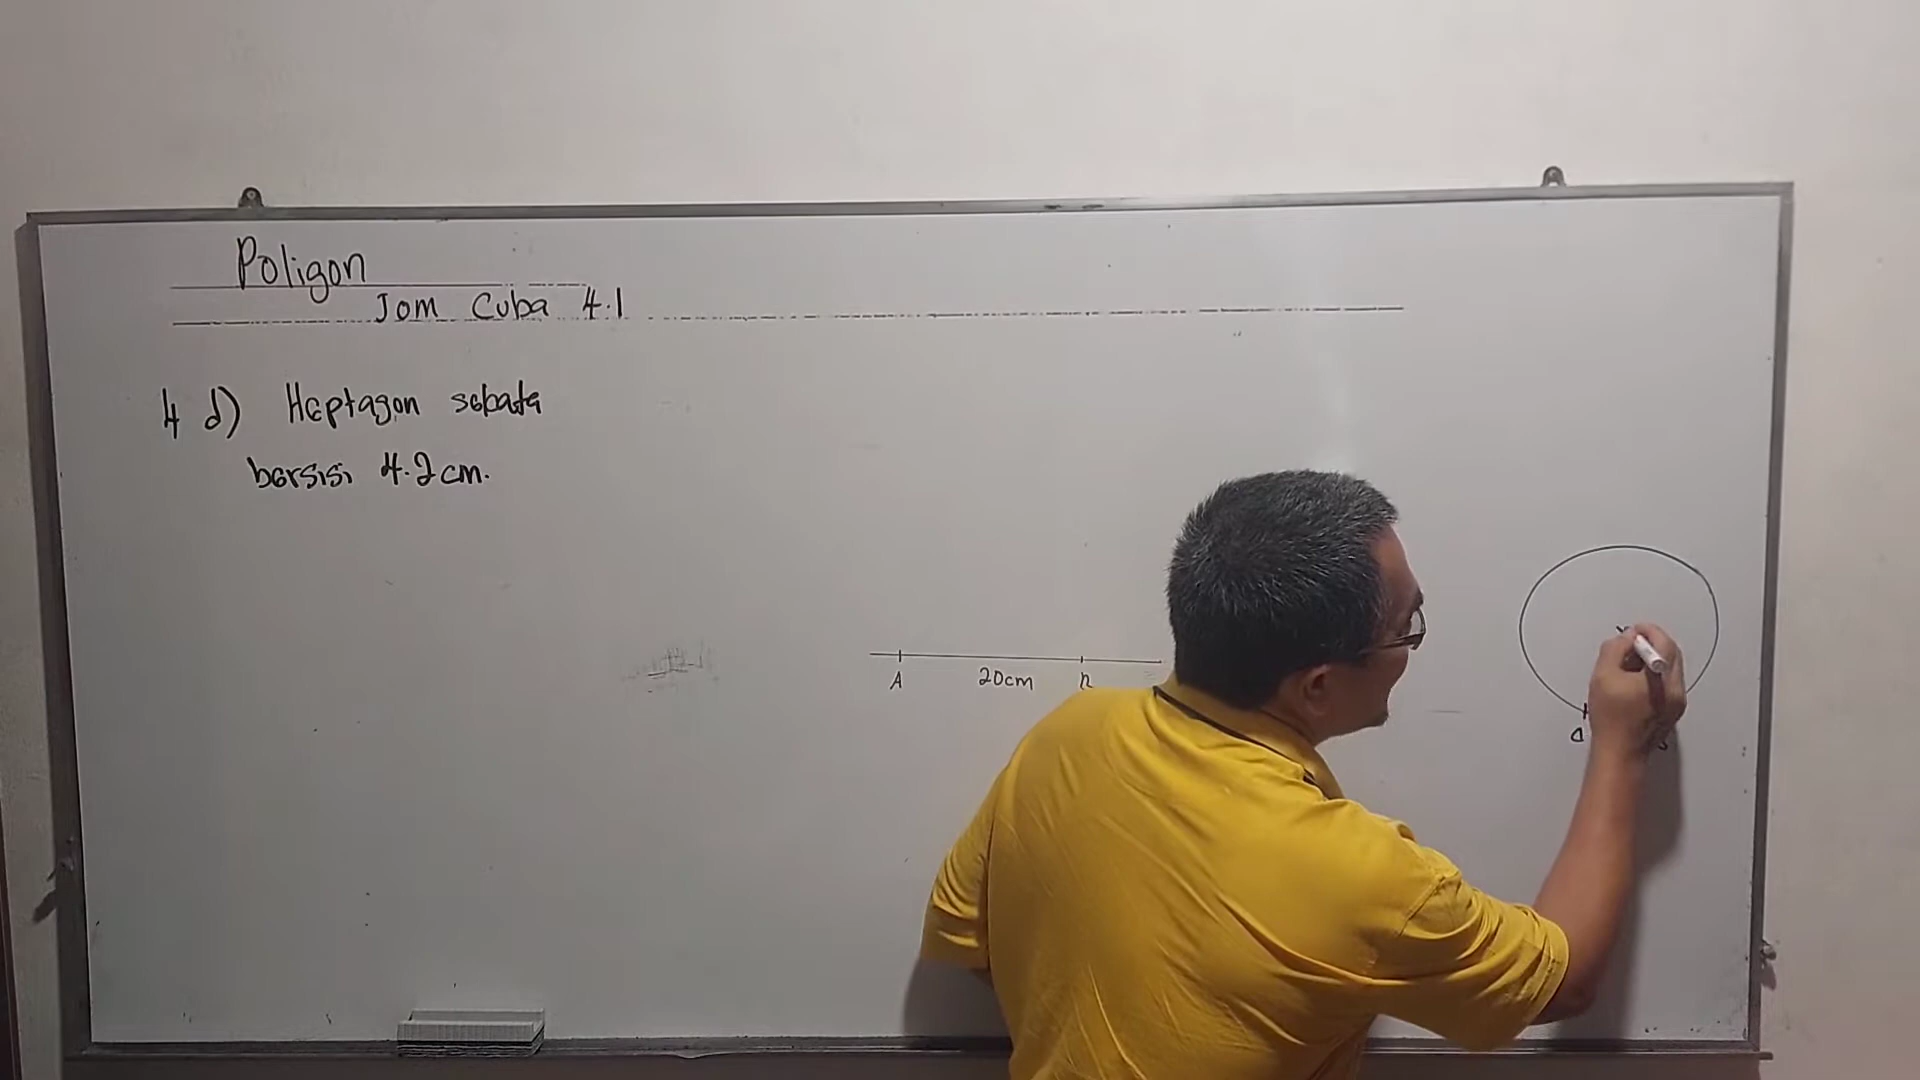 Poligon
Jom Cuba 4.1
4 d) Heptagon sekata
bersisi 4.2cm.
A 20cm
a